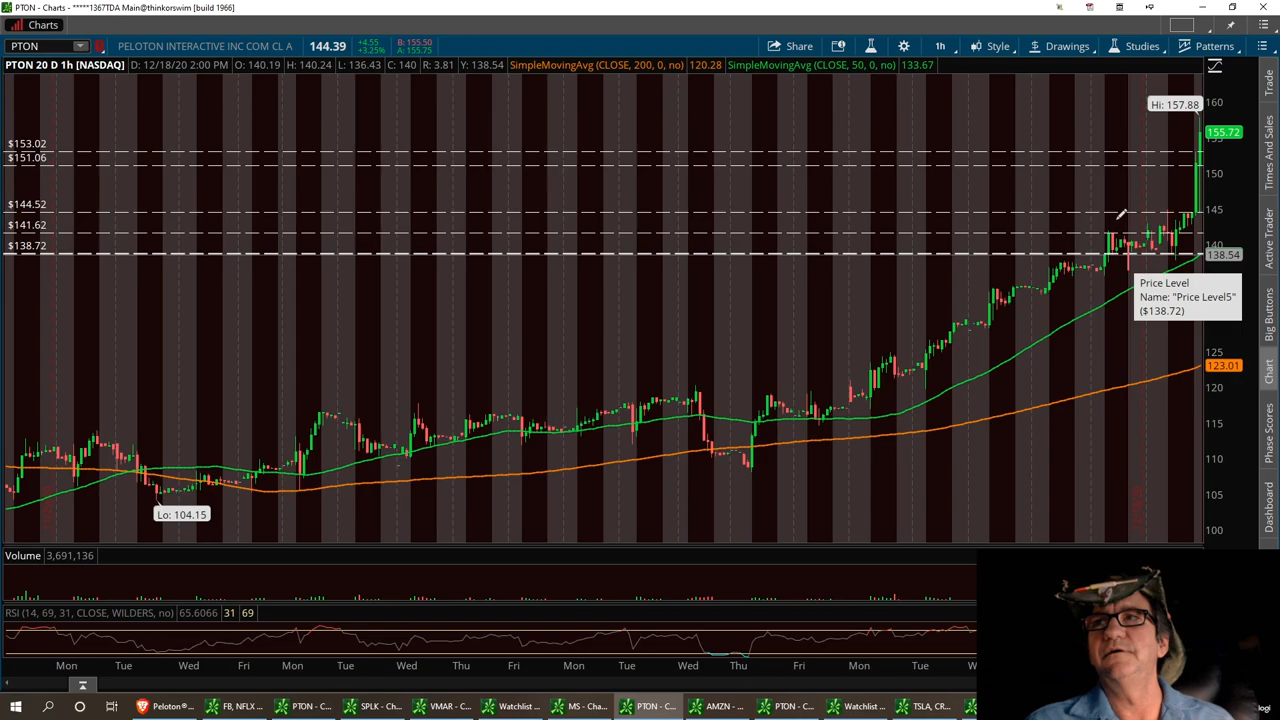 PTON - Charts - *****1367TDA Main@thinkorswim [build 1966]
Charts
PTON PELOTON INTERACTIVE INC COM CL A 144.39 +4.55 +3.25% B: 155.50 A: 155.75 Share 1h Style Drawings Studies Patterns
PTON 20 D 1h [NASDAQ] D: 12/18/20 2:00 PM O: 140.19 H: 140.24 L: 136.43 C: 140 R: 3.81 Y: 138.54 SimpleMovingAvg (CLOSE, 200, 0, no) 120.28 SimpleMovingAvg (CLOSE, 50, 0, no) 133.67
Hi: 157.88
160
155.72
155
$153.02
$151.06
150
$144.52
145
$141.62
140
$138.72
138.54
Price Level
Name: "Price Level5"
($138.72)
125
123.01
120
115
110
105
100
Lo: 104.15
Trade
Times And Sales
Active Trader
Big Buttons
Chart
Phase Scores
Dashboard
Volume 3,691,136
RSI (14, 69, 31, CLOSE, WILDERS, no) 65.6066 31 69
Mon Tue Wed Fri Mon Tue Wed Thu Mon Tue Wed Thu Fri Mon Tue W
Peloton®... FB, NFLX ... PTON - C... SPLK - Ch... VMAR - C... Watchlist ... MS - Cha... PTON - C... AMZN - ... PTON - C... Watchlist ... TSLA, CR...
logi